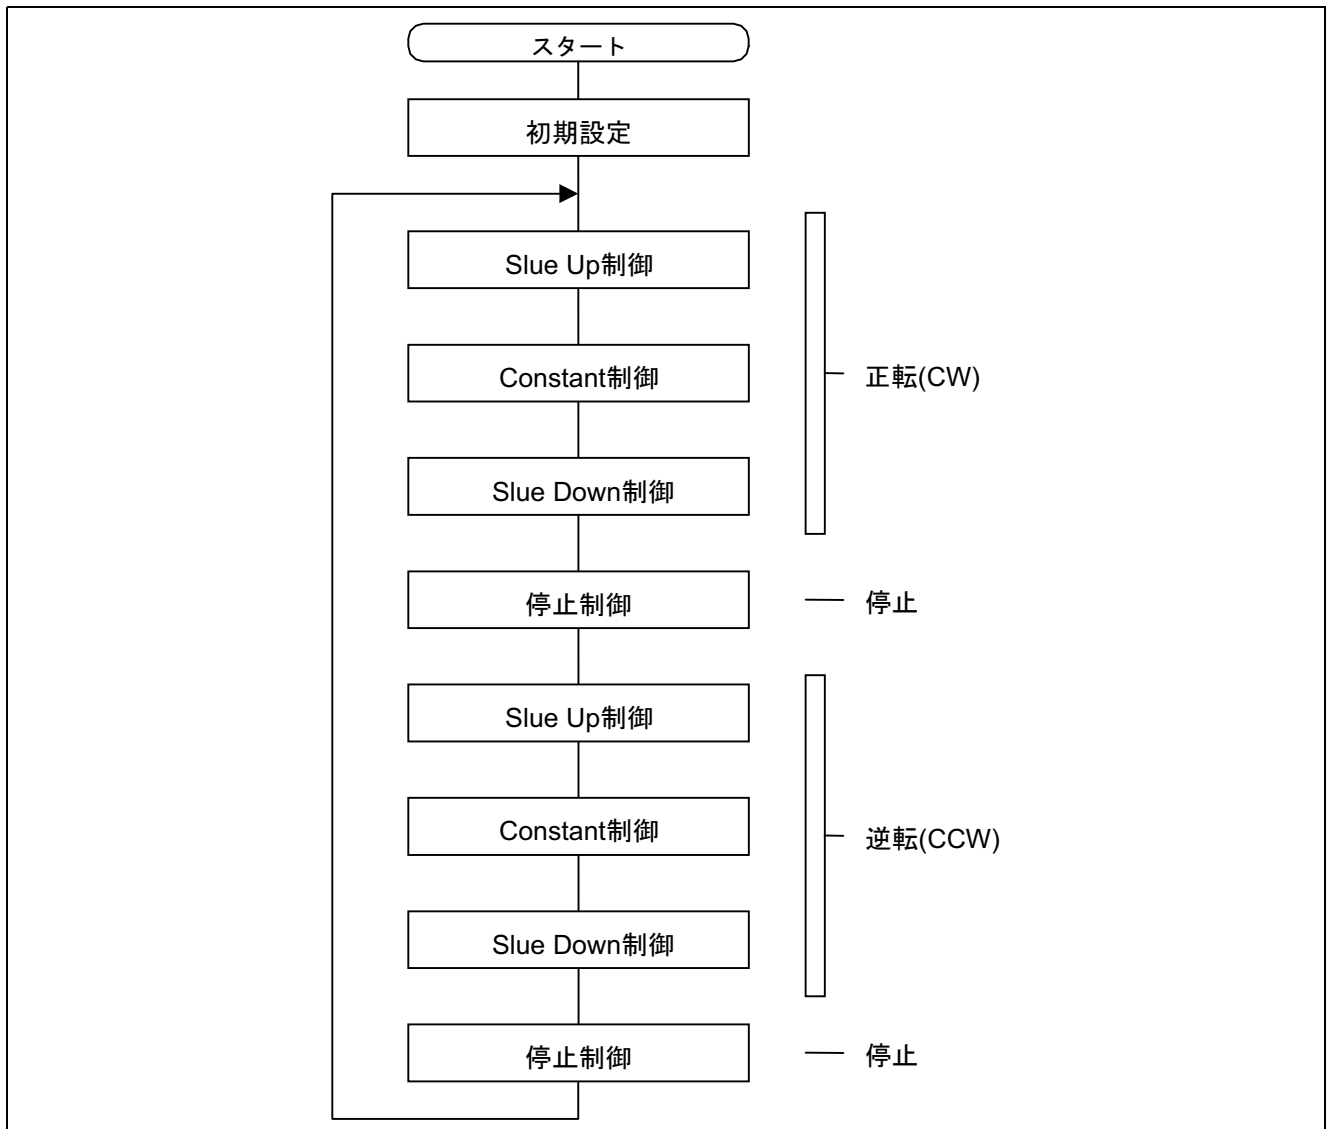 スタート
初期設定
Slue Up制御
Constant制御
正転(CW)
Slue Down制御
停止制御
停止
Slue Up制御
Constant制御
逆転(CCW)
Slue Down制御
停止制御
停止